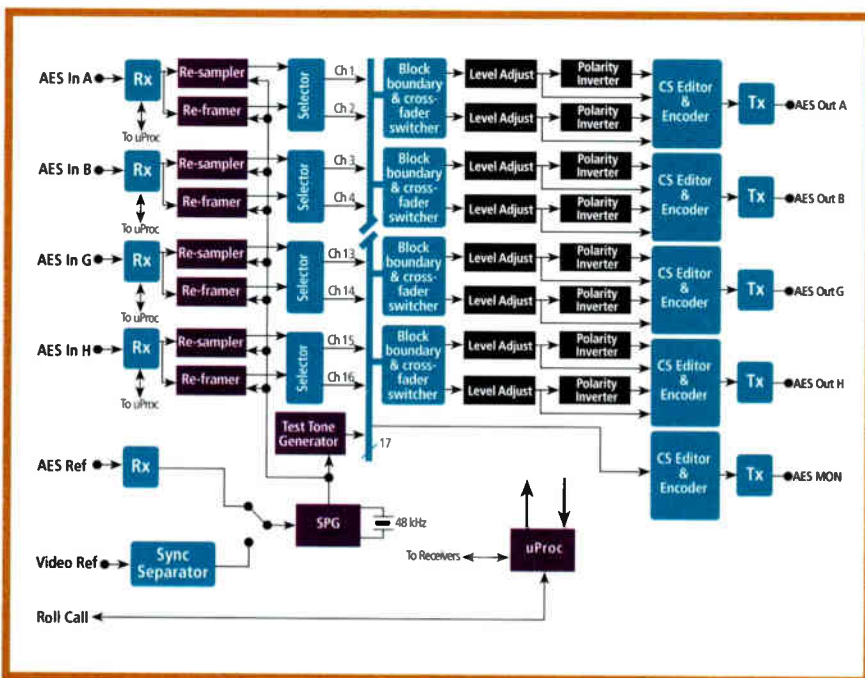 AES In A
Rx
To uProc
Re-sampler
Re-framer
Selector
Ch 1
Ch 2
Block
boundary
& cross-
fader
switcher
Level Adjust
Polarity
Inverter
Level Adjust
Polarity
Inverter
CS Editor
&
Encoder
Tx
AES Out A
AES In B
Rx
To uProc
Re-sampler
Re-framer
Selector
Ch 3
Ch 4
Block
boundary
& cross-
fader
switcher
Level Adjust
Polarity
Inverter
Level Adjust
Polarity
Inverter
CS Editor
&
Encoder
Tx
AES Out B
AES In G
Rx
To uProc
Re-sampler
Re-framer
Selector
Ch 13
Ch 14
Block
boundary
& cross-
fader
switcher
Level Adjust
Polarity
Inverter
Level Adjust
Polarity
Inverter
CS Editor
&
Encoder
Tx
AES Out G
AES In H
Rx
To uProc
Re-sampler
Re-framer
Selector
Ch 15
Ch 16
Block
boundary
& cross-
fader
switcher
Level Adjust
Polarity
Inverter
Level Adjust
Polarity
Inverter
CS Editor
&
Encoder
Tx
AES Out H
Test Tone
Generator
17
CS Editor
&
Encoder
Tx
AES MON
AES Ref
Rx
SPG
48 kHz
Video Ref
Sync
Separator
To Receivers
uProc
Roll Call